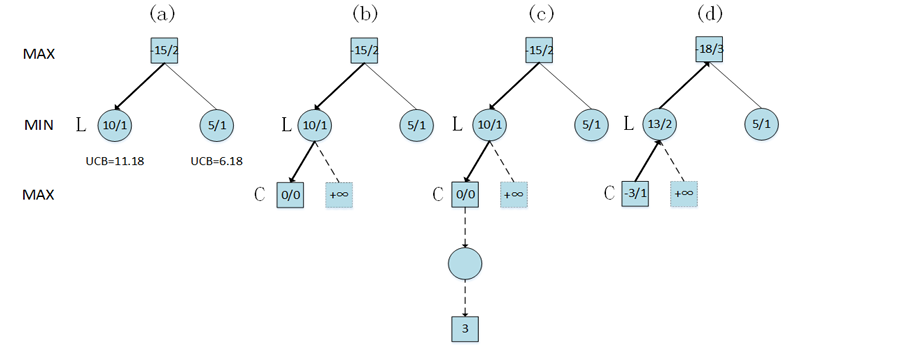 (a) (b) (c) (d)
MAX -15/2 -15/2 -15/2 -18/3
MIN L 10/1 5/1 L 10/1 5/1 L 10/1 5/1 L 13/2 5/1
UCB=11.18 UCB=6.18
MAX C 0/0 +∞ C 0/0 +∞ C -3/1 +∞
3